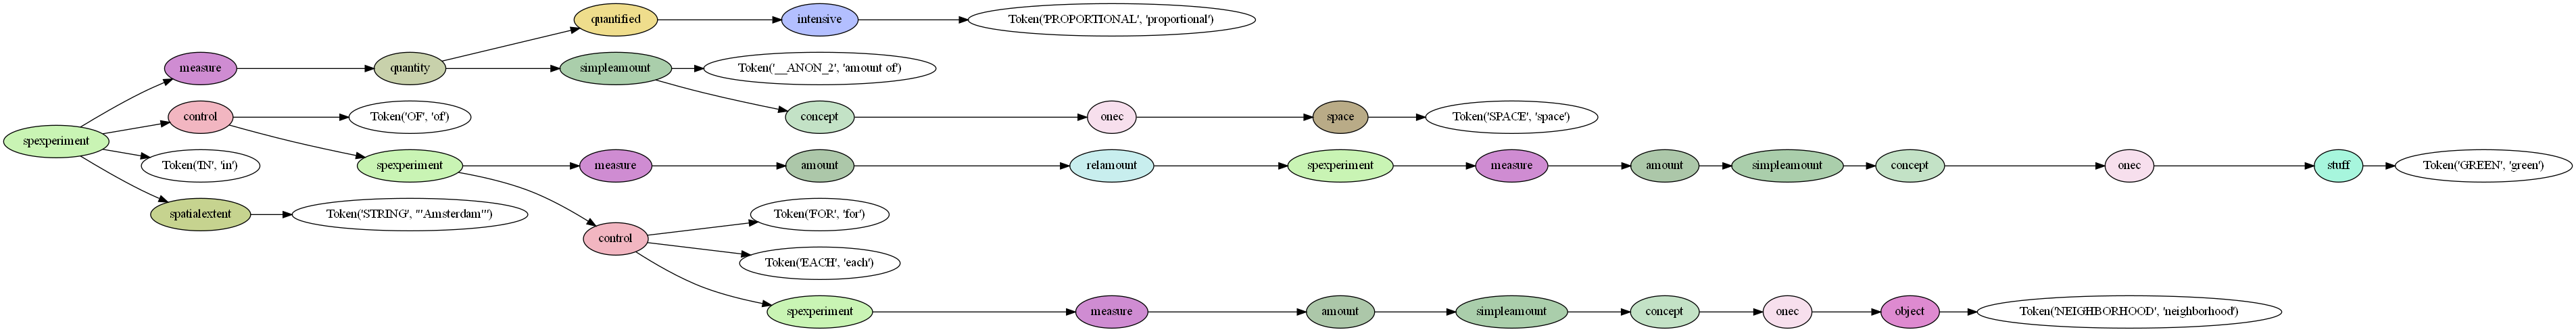 quantified intensive Token('PROPORTIONAL', 'proportional')
measure quantity simpleamount Token('__ANON_2', 'amount of')
control Token('OF', 'of') concept onec space Token('SPACE', 'space')
spexperiment
Token('IN', 'in') spexperiment measure amount relamount spexperiment measure amount simpleamount concept onec stuff Token('GREEN', 'green')
spatialextent Token('STRING', "'Amsterdam'") Token('FOR', 'for')
control
Token('EACH', 'each')
spexperiment measure amount simpleamount concept onec object Token('NEIGHBORHOOD', 'neighborhood')